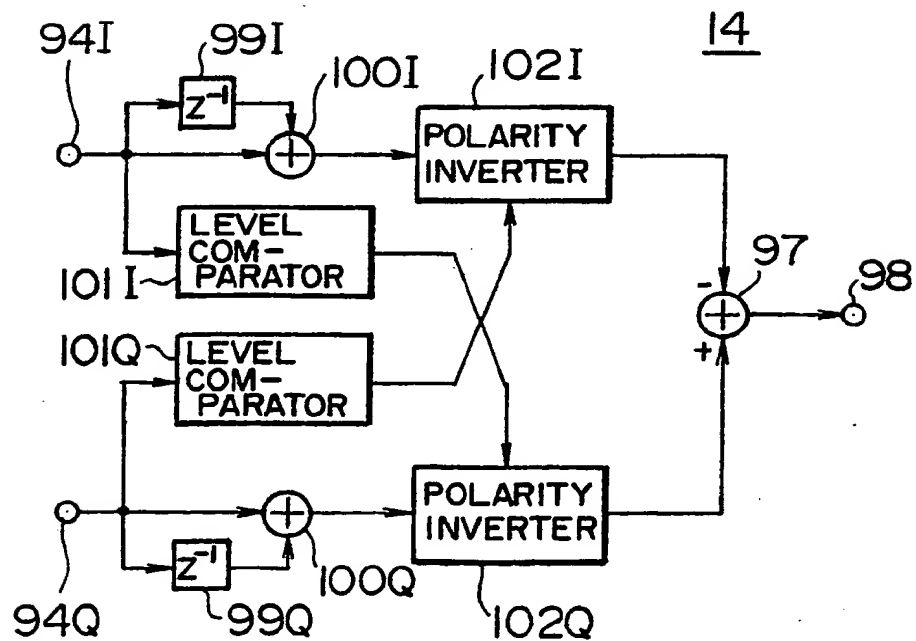 94I
99I
100I
102I
14
Z⁻¹
POLARITY
INVERTER
LEVEL
COM-
PARATOR
101I
-
97
98
+
101Q
LEVEL
COM-
PARATOR
POLARITY
INVERTER
Z⁻¹
94Q
99Q
100Q
102Q